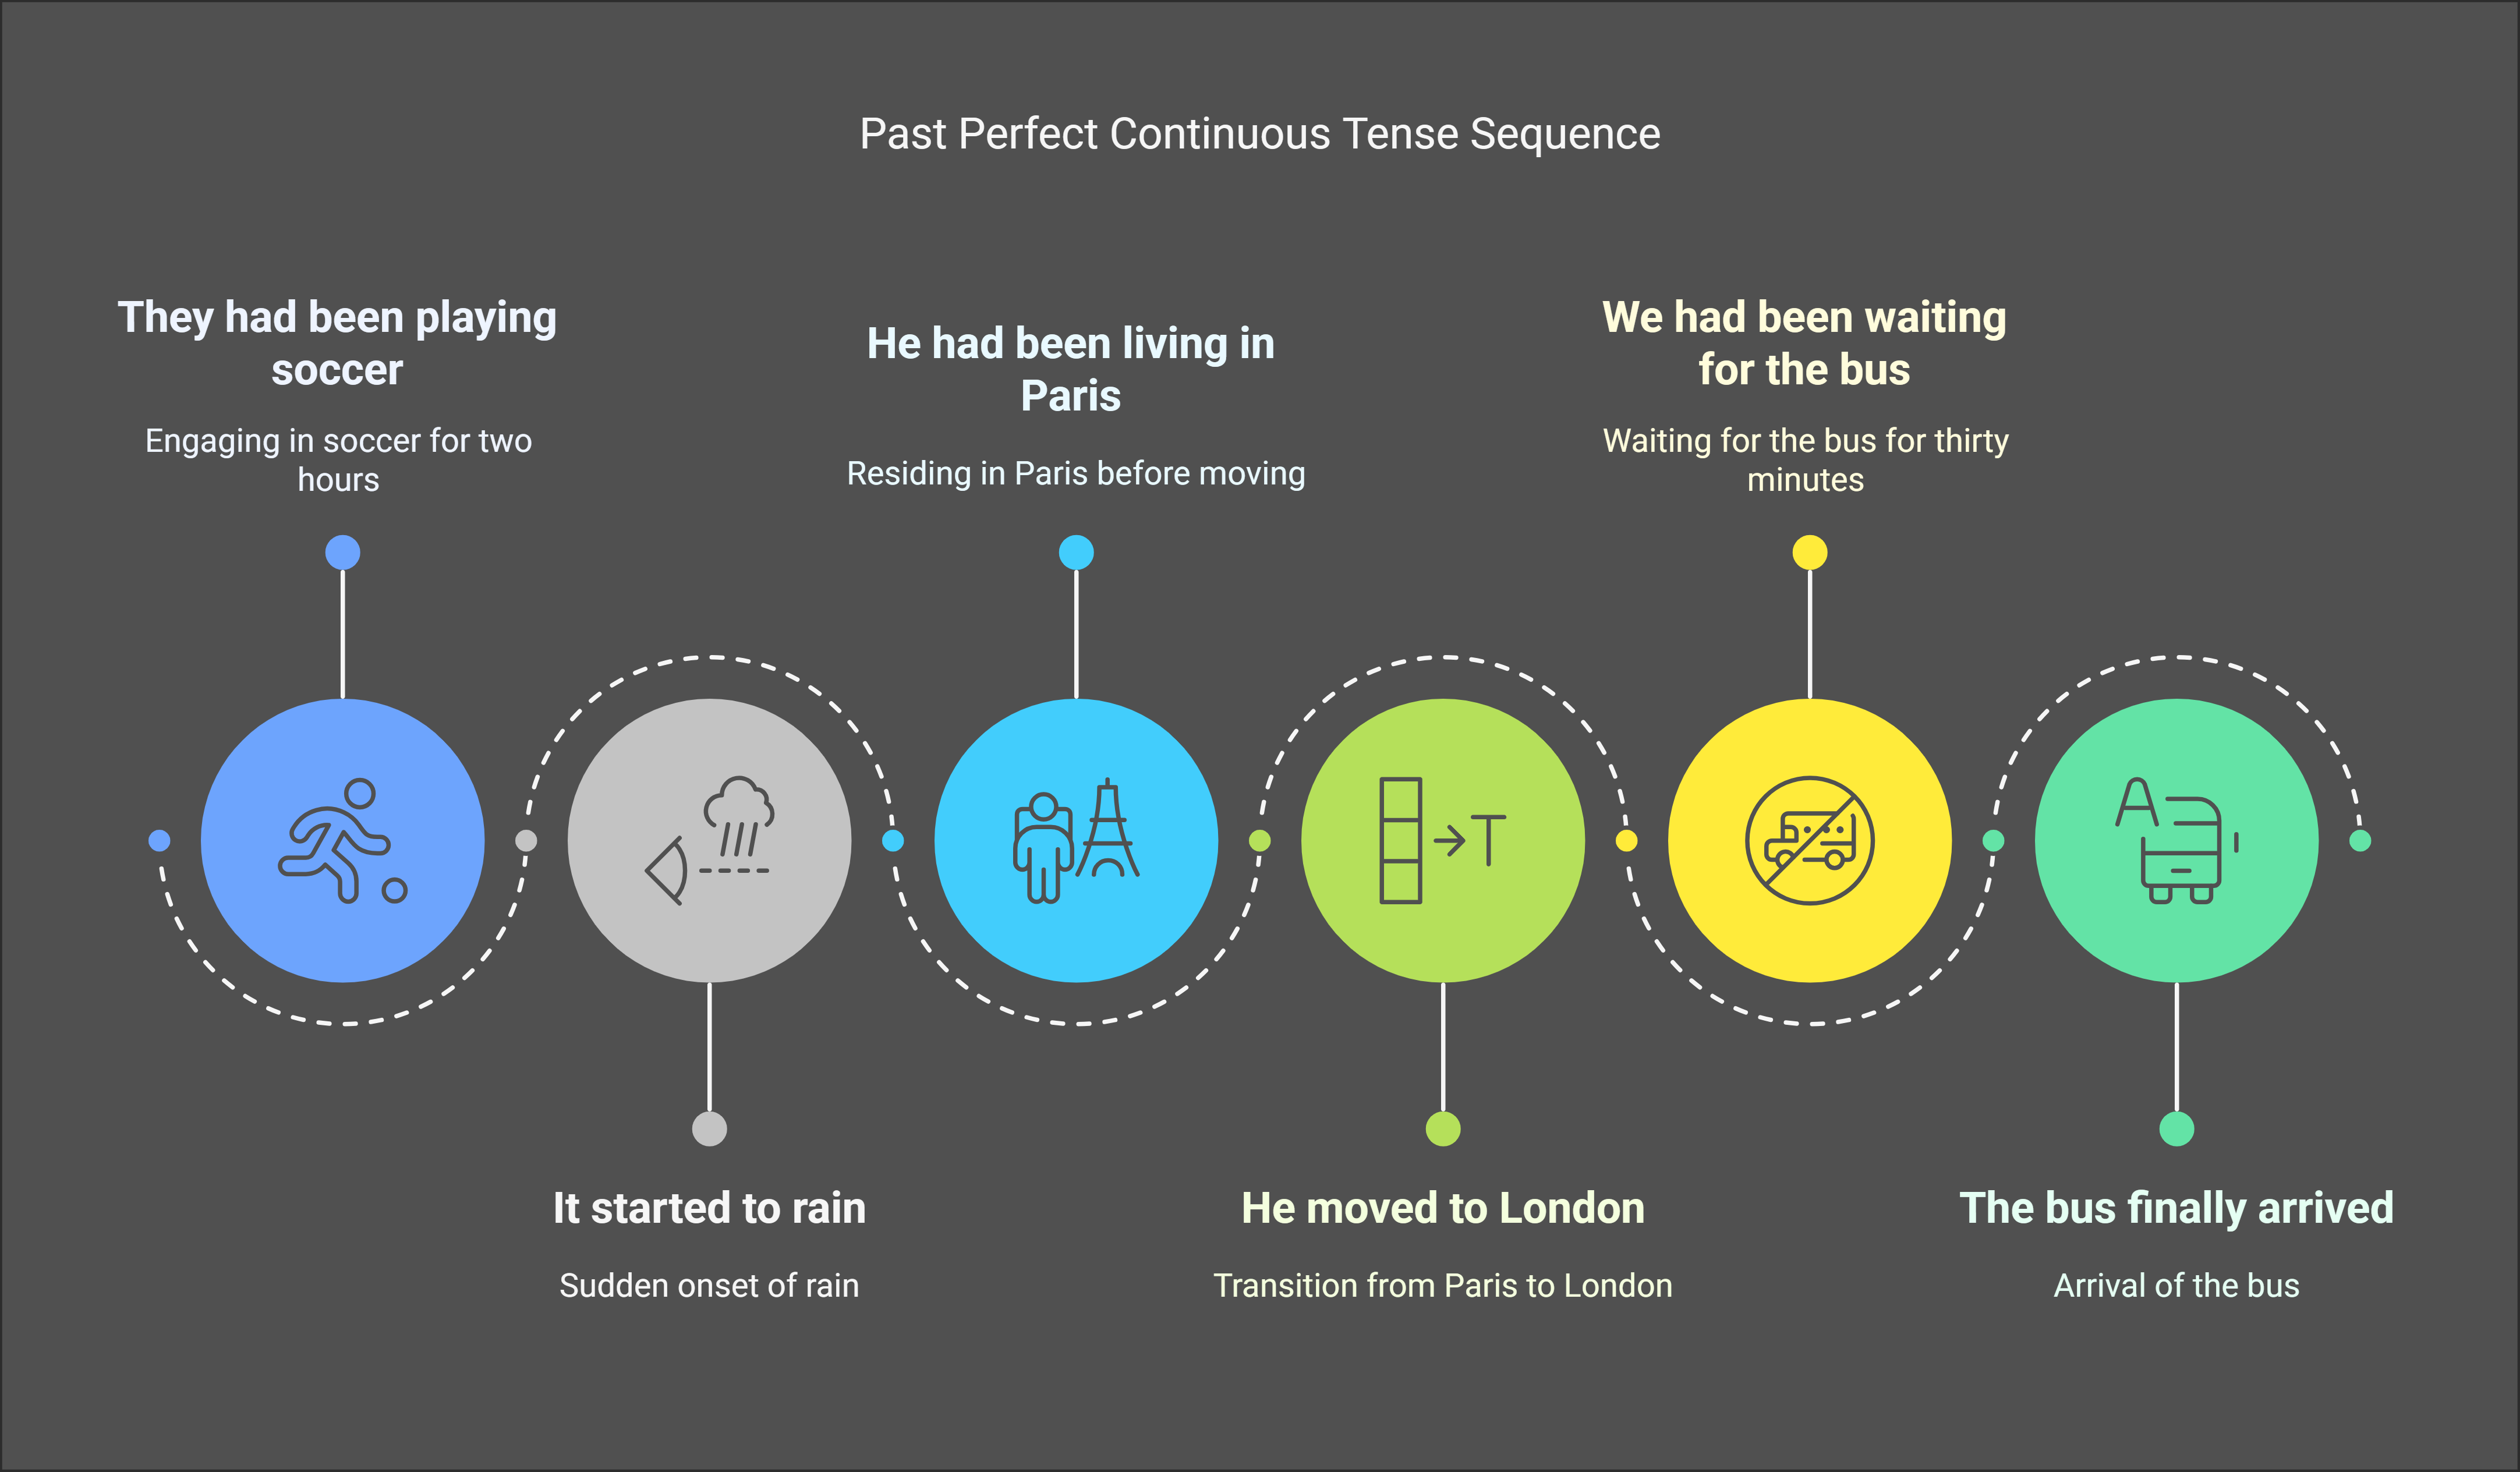 Past Perfect Continuous Tense Sequence
They had been playing
soccer
Engaging in soccer for two
hours
He had been living in
Paris
Residing in Paris before moving
We had been waiting
for the bus
Waiting for the bus for thirty
minutes
T
A
It started to rain
Sudden onset of rain
He moved to London
Transition from Paris to London
The bus finally arrived
Arrival of the bus